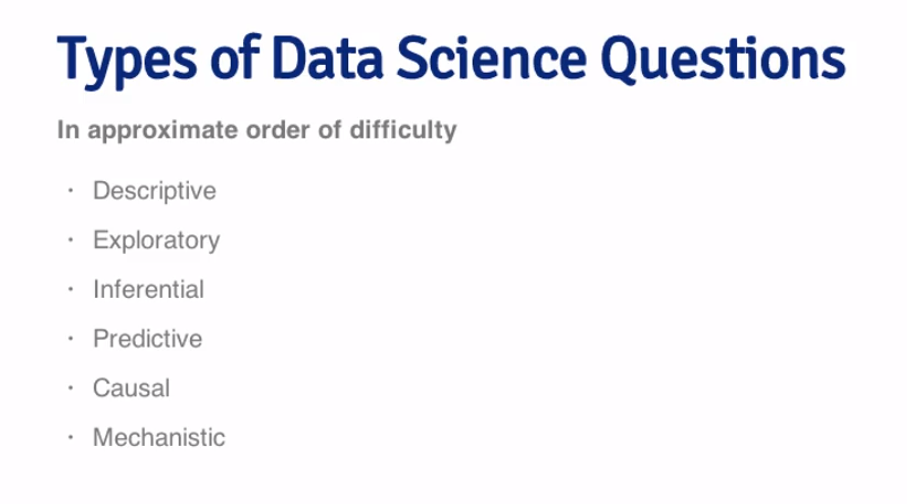 Types of Data Science Questions
In approximate order of difficulty
· Descriptive
· Exploratory
· Inferential
· Predictive
· Causal
· Mechanistic